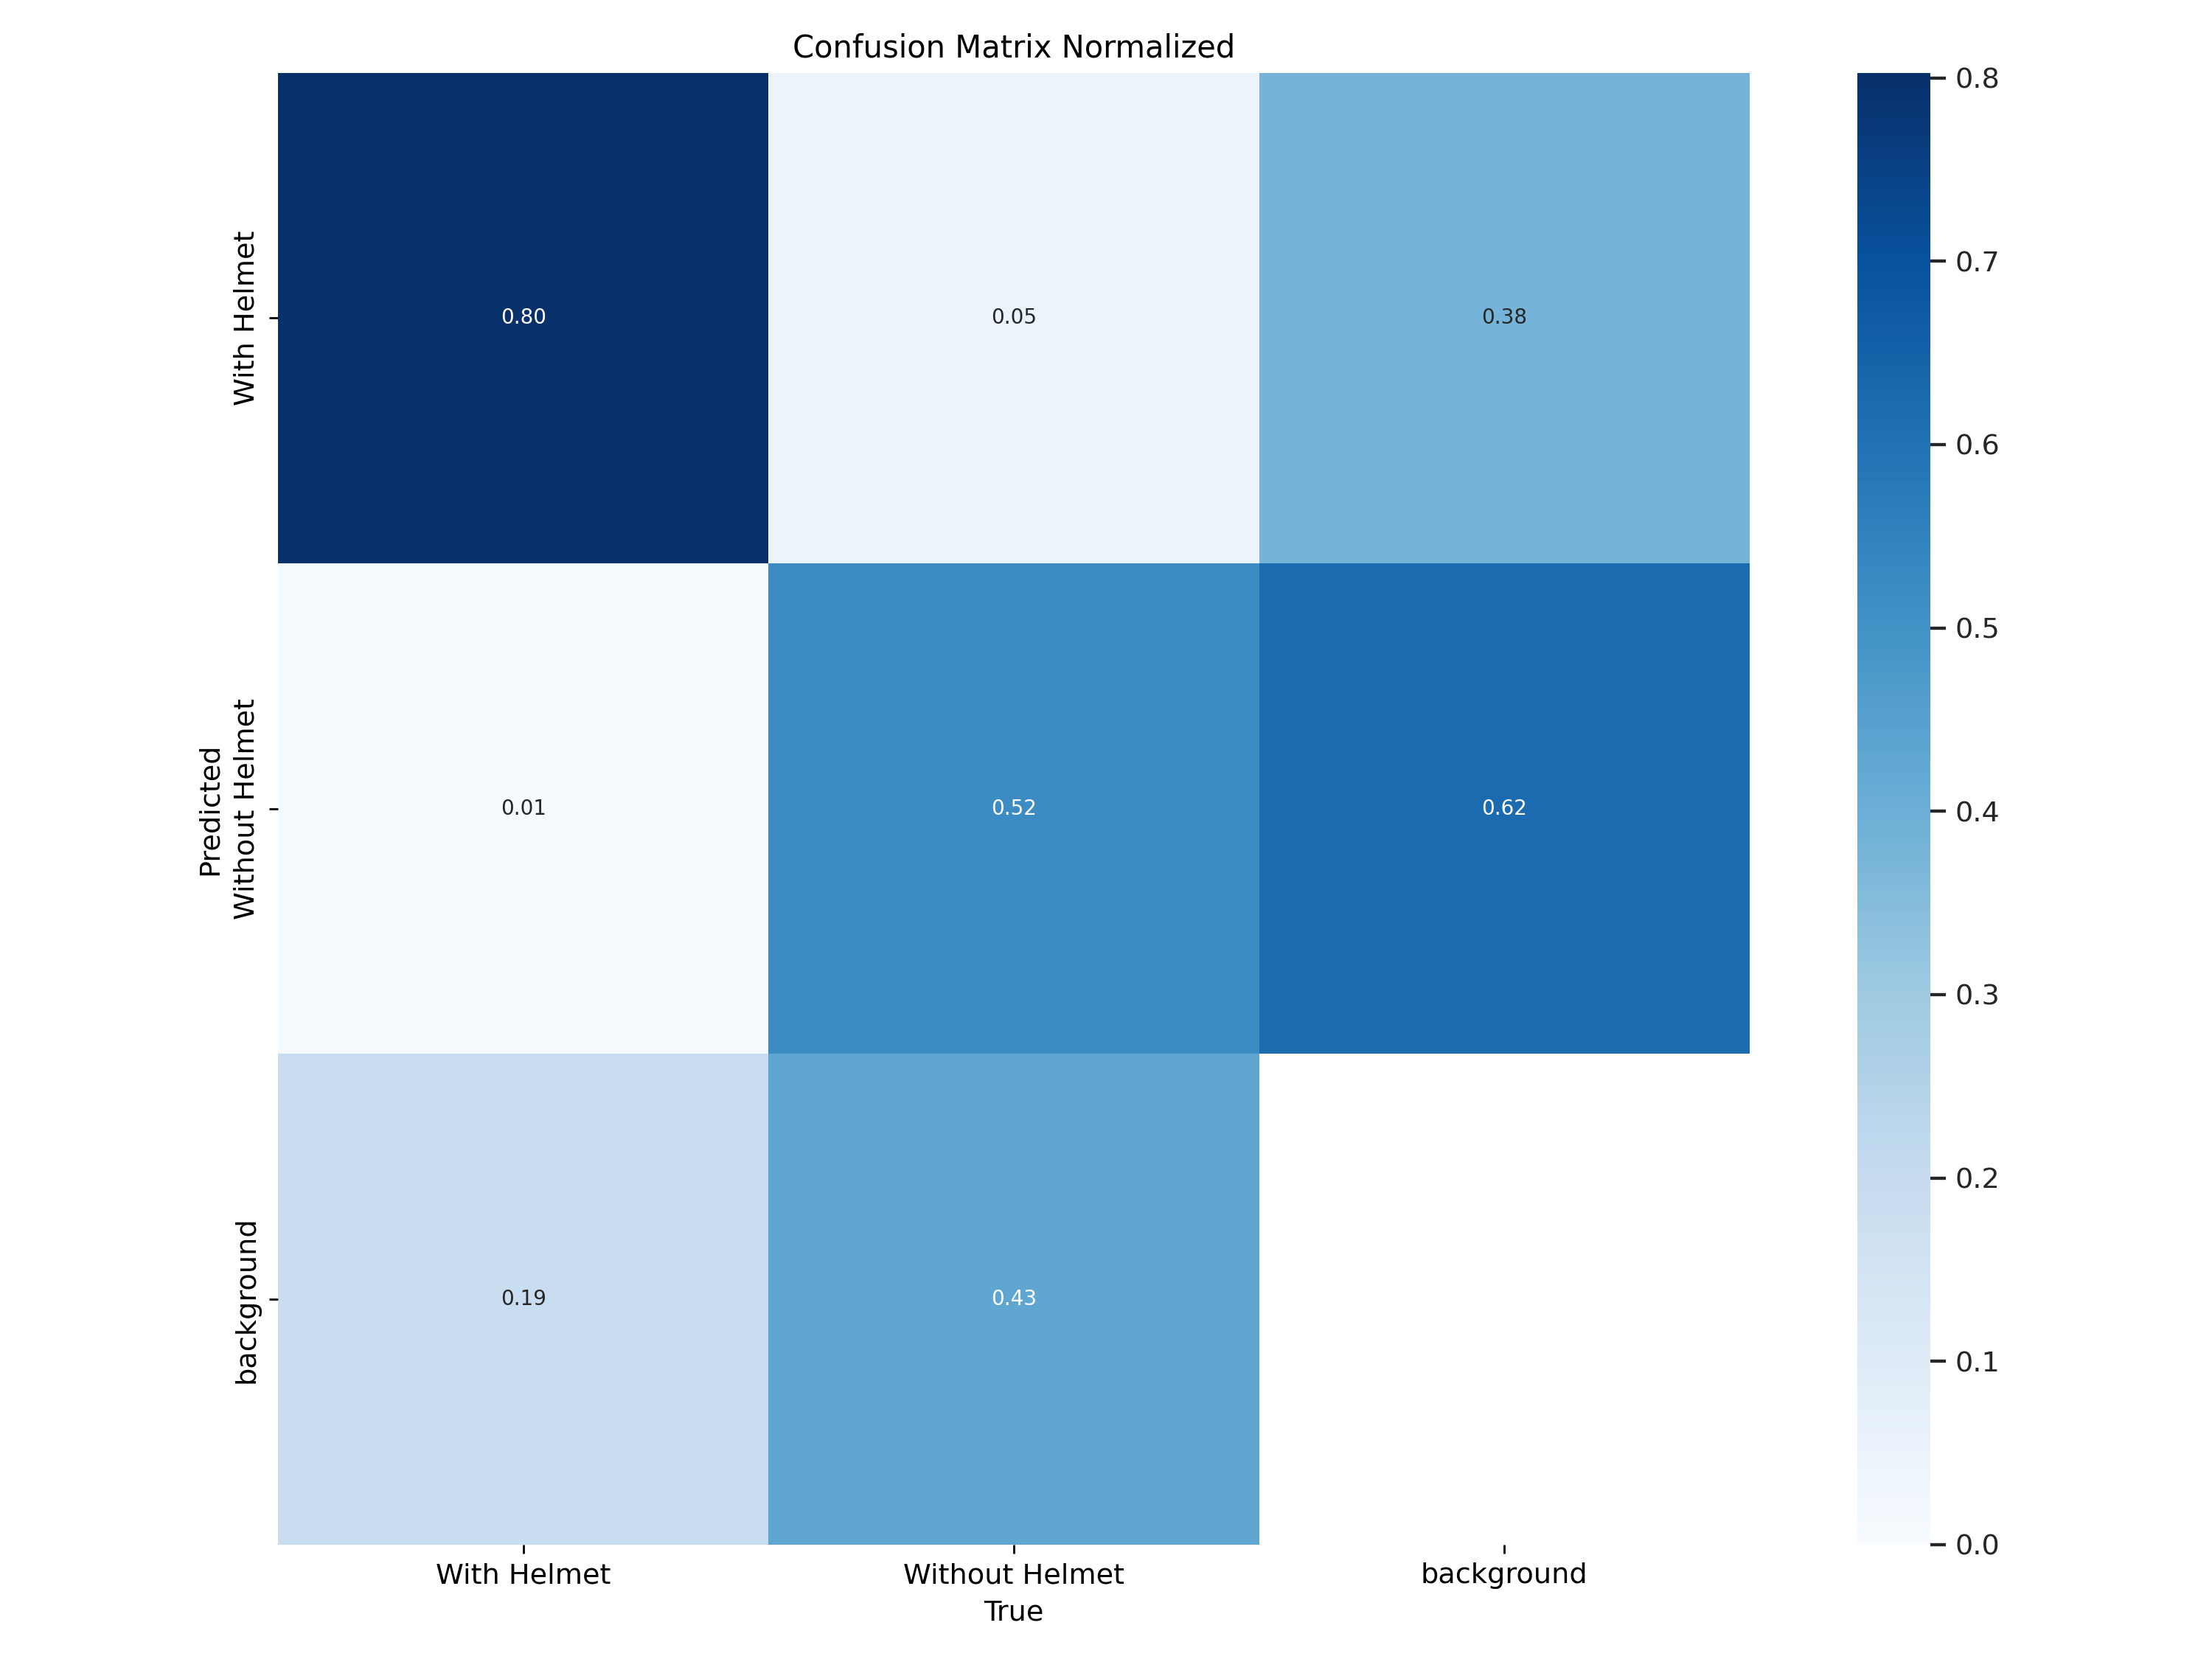 Confusion Matrix Normalized
With Helmet
0.80
0.05
0.38
Predicted
Without Helmet
0.01
0.52
0.62
background
0.19
0.43
With Helmet
Without Helmet
background
True
0.8
0.7
0.6
0.5
0.4
0.3
0.2
0.1
0.0